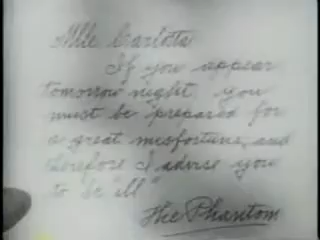 Mlle Carlotta
If you appear
tomorrow night you
must be prepared for
a great misfortune, and
therefore I advise you
to be "ill"
The Phantom